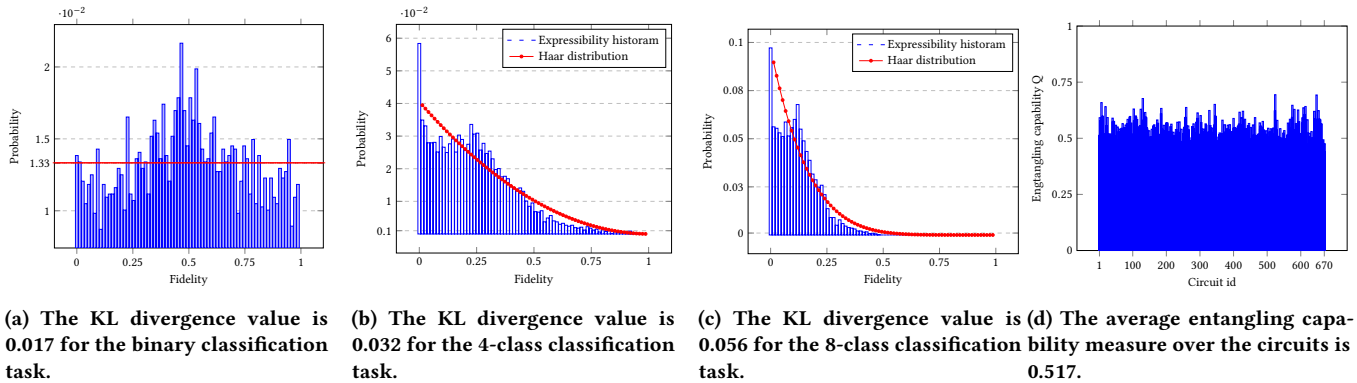 ·10⁻²
2
1.5
1.33
1
Probability
0
0.25
0.5
0.75
1
Fidelity
(a) The KL divergence value is
0.017 for the binary classification
task.
·10⁻²
6
5
4
3
2
1
0.1
Probability
Expressibility historam
Haar distribution
0
0.25
0.5
0.75
1
Fidelity
(b) The KL divergence value is
0.032 for the 4-class classification
task.
0.1
0.08
0.05
0.03
0
Probability
Expressibility historam
Haar distribution
0
0.25
0.5
0.75
1
Fidelity
(c) The KL divergence value is
0.056 for the 8-class classification
task.
1
0.75
0.5
0.25
0
Engtangling capability Q
1
100
200
300
400
500
600
670
Circuit id
(d) The average entangling capa-
bility measure over the circuits is
0.517.